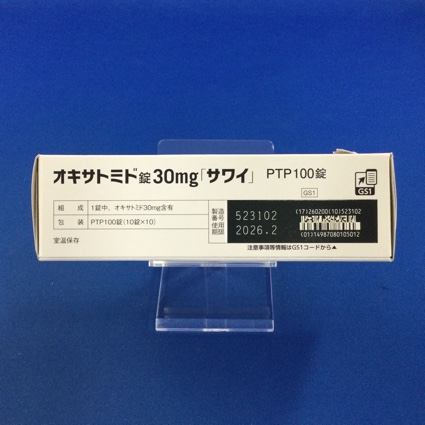 オキサトミド錠30mg「サワイ」 PTP100錠
GS1
GS1
組成 1錠中、オキサトミド30mg含有
包装 PTP100錠(10錠×10)
室温保存
製造番号 523102
使用期限 2026.2
(17)260200(10)523102
(01)14987080105012
注意事項等情報はGS1コードから▲